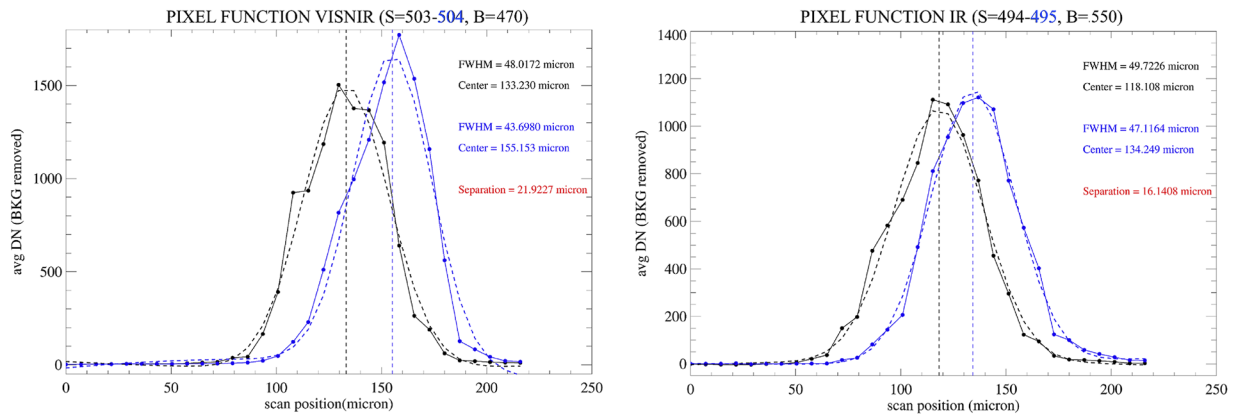 PIXEL FUNCTION VISNIR (S=503-504, B=470)
FWHM = 48.0172 micron
Center = 133.230 micron
FWHM = 43.6980 micron
Center = 155.153 micron
Separation = 21.9227 micron
avg DN (BKG removed)
1500
1000
500
0
0 50 100 150 200 250
scan position(micron)
PIXEL FUNCTION IR (S=494-495, B=550)
FWHM = 49.7226 micron
Center = 118.108 micron
FWHM = 47.1164 micron
Center = 134.249 micron
Separation = 16.1408 micron
avg DN (BKG removed)
1400
1200
1000
800
600
400
200
0
0 50 100 150 200 250
scan position (micron)